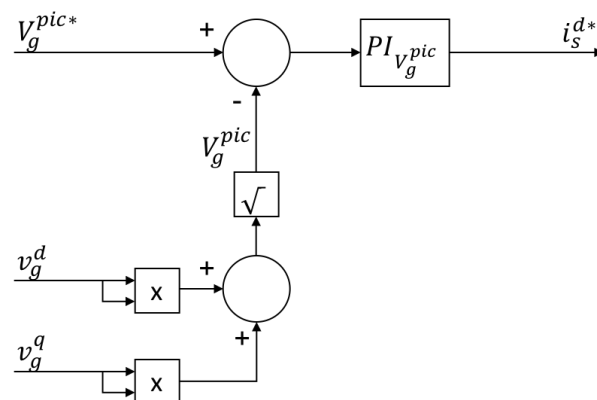 V_g^{pic*}
+
PI_{V_g^{pic}}
i_s^{d*}
-
V_g^{pic}
√
v_g^d
+
x
+
v_g^q
x